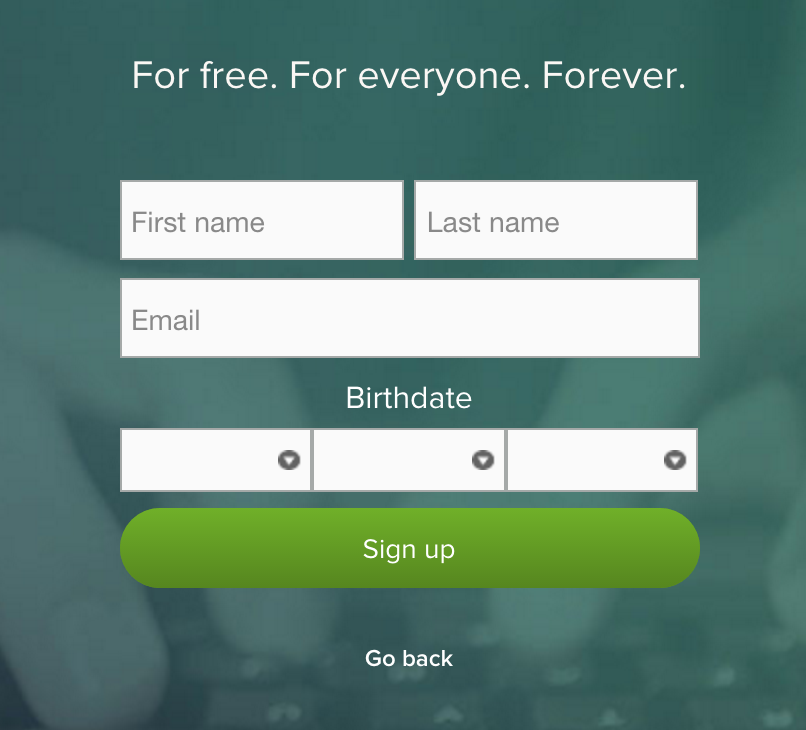 For free. For everyone. Forever.
First name Last name
Email
Birthdate
Sign up
Go back